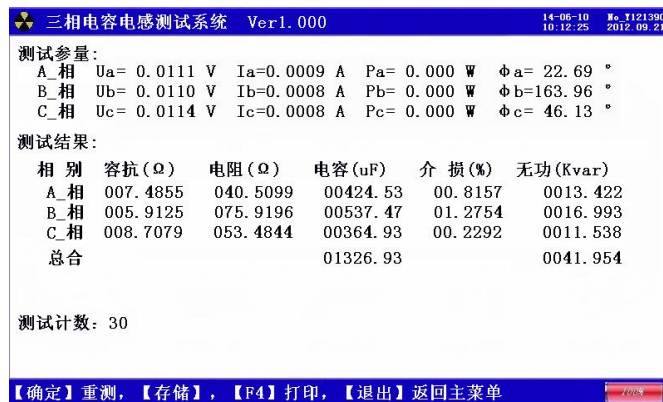 三相电容电感测试系统 Ver1.000 14-06-10 No_Y121390
10:12:25 2012.09.21
测试参量:
A_相 Ua= 0.0111 V Ia=0.0009 A Pa= 0.000 W Φa= 22.69 °
B_相 Ub= 0.0110 V Ib=0.0008 A Pb= 0.000 W Φb=163.96 °
C_相 Uc= 0.0114 V Ic=0.0008 A Pc= 0.000 W Φc= 46.13 °
测试结果:
相 别 容抗(Ω) 电阻(Ω) 电容(uF) 介 损(%) 无功(Kvar)
A_相 007.4855 040.5099 00424.53 00.8157 0013.422
B_相 005.9125 075.9196 00537.47 01.2754 0016.993
C_相 008.7079 053.4844 00364.93 00.2292 0011.538
总合 01326.93 0041.954
测试计数: 30
【确定】重测,【存储】,【F4】打印,【退出】返回主菜单 100%